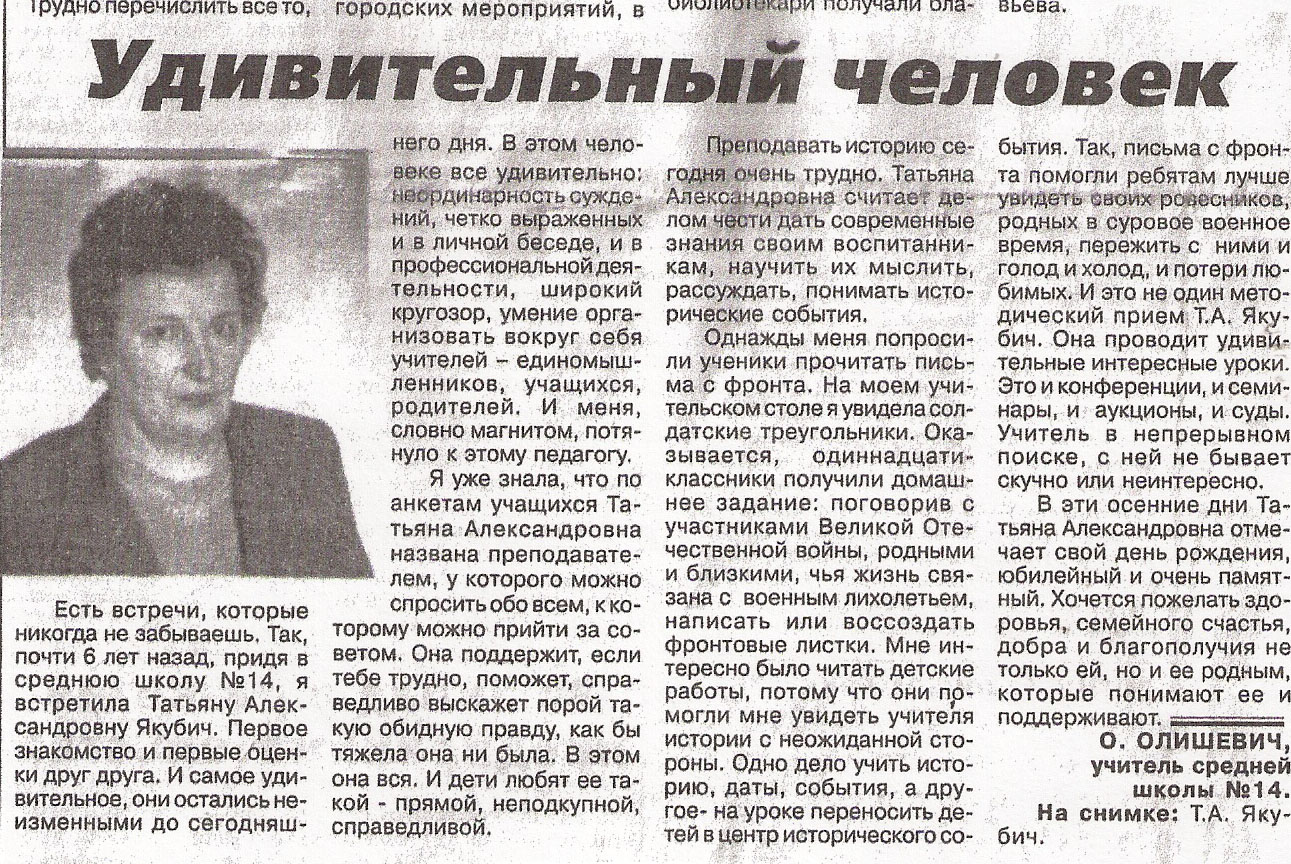 трудно перечислить все то,
городских мероприятий, в
библиотекари получали бла-
вьева.
Удивительный человек
Есть встречи, которые
никогда не забываешь. Так,
почти 6 лет назад, придя в
среднюю школу №14, я
встретила Татьяну Алек-
сандровну Якубич. Первое
знакомство и первые оцен-
ки друг друга. И самое уди-
вительное, они остались не-
изменными до сегодняш-
него дня. В этом чело-
веке все удивительно:
неординарность сужде-
ний, четко выраженных
и в личной беседе, и в
профессиональной дея-
тельности, широкий
кругозор, умение орга-
низовать вокруг себя
учителей – единомыш-
ленников, учащихся,
родителей. И меня,
словно магнитом, потя-
нуло к этому педагогу.
Я уже знала, что по
анкетам учащихся Та-
тьяна Александровна
названа преподавате-
лем, у которого можно
спросить обо всем, к ко-
торому можно прийти за со-
ветом. Она поддержит, если
тебе трудно, поможет, спра-
ведливо выскажет порой та-
кую обидную правду, как бы
тяжела она ни была. В этом
она вся. И дети любят ее та-
кой - прямой, неподкупной,
справедливой.
Преподавать историю се-
годня очень трудно. Татьяна
Александровна считает де-
лом чести дать современные
знания своим воспитанни-
кам, научить их мыслить,
рассуждать, понимать исто-
рические события.
Однажды меня попроси-
ли ученики прочитать пись-
ма с фронта. На моем учи-
тельском столе я увидела сол-
датские треугольники. Ока-
зывается, одиннадцати-
классники получили домаш-
нее задание: поговорив с
участниками Великой Оте-
чественной войны, родными
и близкими, чья жизнь свя-
зана с военным лихолетьем,
написать или воссоздать
фронтовые листки. Мне ин-
тересно было читать детские
работы, потому что они по-
могли мне увидеть учителя
истории с неожиданной сто-
роны. Одно дело учить исто-
рию, даты, события, а дру-
гое- на уроке переносить де-
тей в центр исторического со-
бытия. Так, письма с фрон-
та помогли ребятам лучше
увидеть своих ровесников,
родных в суровое военное
время, пережить с ними и
голод и холод, и потери лю-
бимых. И это не один мето-
дический прием Т.А. Яку-
бич. Она проводит удиви-
тельные интересные уроки.
Это и конференции, и семи-
нары, и аукционы, и суды.
Учитель в непрерывном
поиске, с ней не бывает
скучно или неинтересно.
В эти осенние дни Та-
тьяна Александровна отме-
чает свой день рождения,
юбилейный и очень памят-
ный. Хочется пожелать здо-
ровья, семейного счастья,
добра и благополучия не
только ей, но и ее родным,
которые понимают ее и
поддерживают.
О. ОЛИШЕВИЧ,
учитель средней
школы №14.
На снимке: Т.А. Яку-
бич.